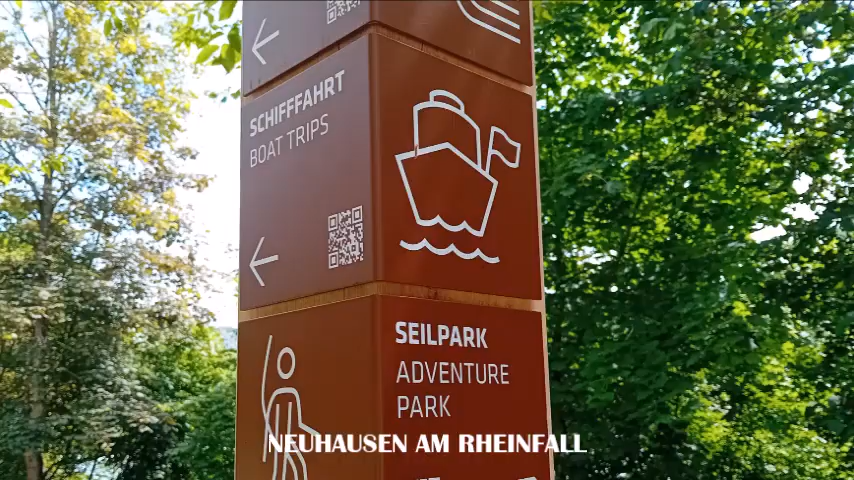 SCHIFFFAHRT
BOAT TRIPS
SEILPARK
ADVENTURE
PARK
NEUHAUSEN AM RHEINFALL